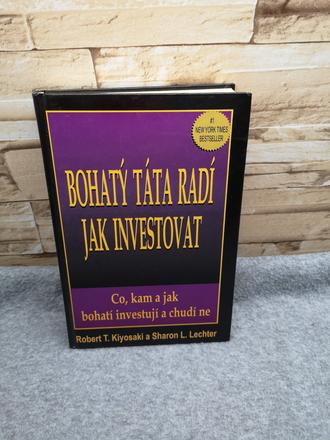 #1
NEW YORK TIMES
BESTSELLER
BOHATÝ TÁTA RADÍ
JAK INVESTOVAT
Co, kam a jak
bohatí investují a chudí ne
Robert T. Kiyosaki a Sharon L. Lechter